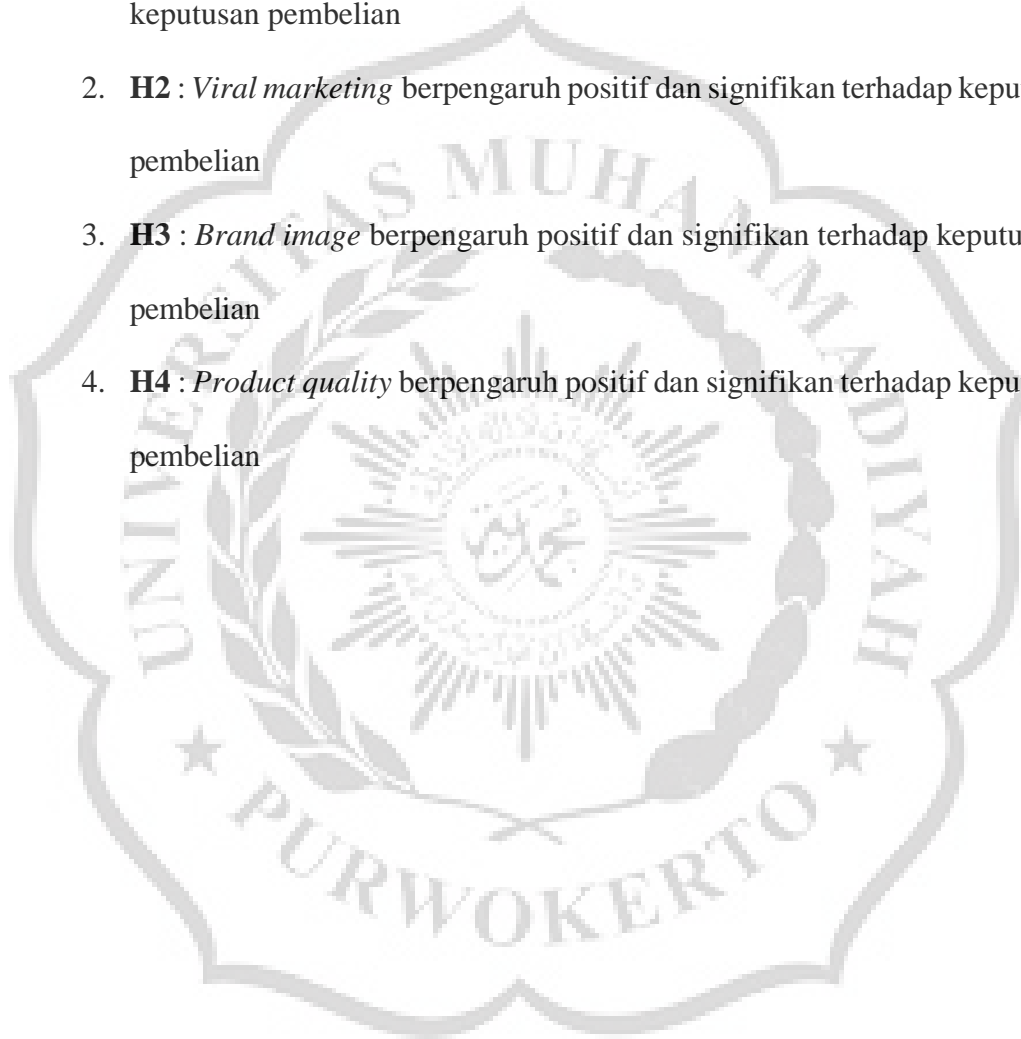 keputusan pembelian
2. H2 : Viral marketing berpengaruh positif dan signifikan terhadap kepu
pembelian
3. H3 : Brand image berpengaruh positif dan signifikan terhadap keputu
pembelian
4. H4 : Product quality berpengaruh positif dan signifikan terhadap kepu
pembelian
UNIVERSITAS MUHAMMADIYAH
PURWOKERTO